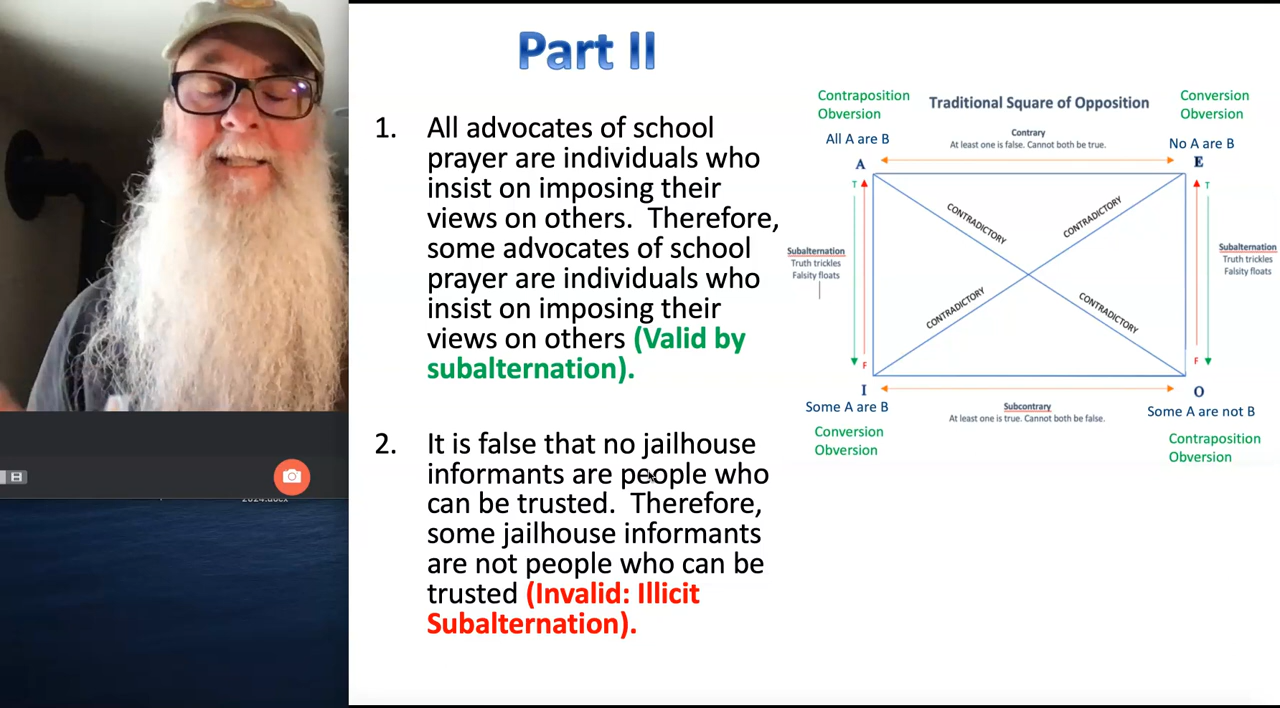 Part II
1. All advocates of school
prayer are individuals who
insist on imposing their
views on others. Therefore,
some advocates of school
prayer are individuals who
insist on imposing their
views on others (Valid by
subalternation).
2. It is false that no jailhouse
informants are people who
can be trusted. Therefore,
some jailhouse informants
are not people who can be
trusted (Invalid: Illicit
Subalternation).
Contraposition
Obversion
Traditional Square of Opposition
Conversion
Obversion
Contrary
At least one is false. Cannot both be true.
All A are B
No A are B
A
E
T
T
CONTRADICTORY
CONTRADICTORY
Subalternation
Truth trickles
Falsity floats
Subalternation
Truth trickles
Falsity floats
CONTRADICTORY
CONTRADICTORY
F
F
I
O
Some A are B
Subcontrary
At least one is true. Cannot both be false.
Some A are not B
Conversion
Obversion
Contraposition
Obversion
2024.docx